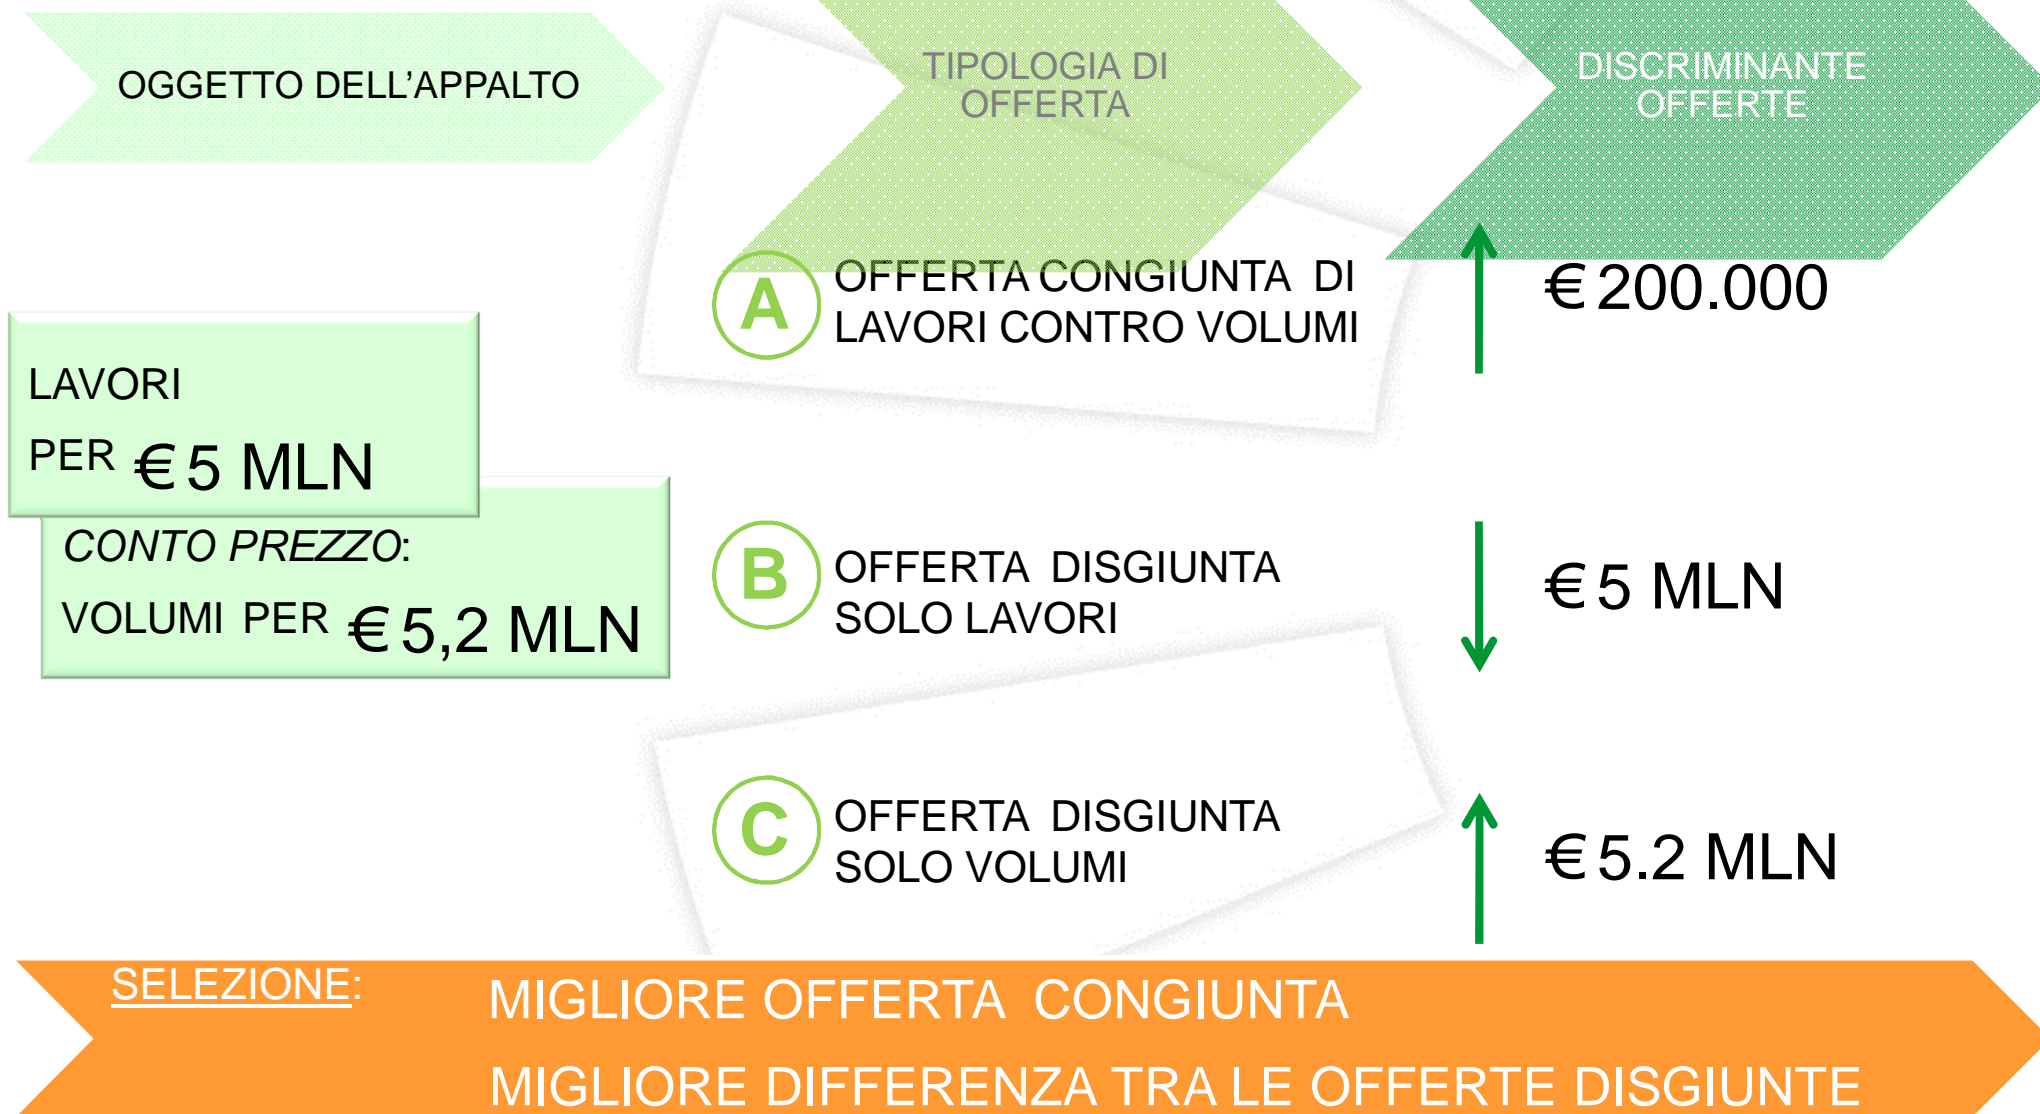 OGGETTO DELL'APPALTO
TIPOLOGIA DI
OFFERTA
DISCRIMINANTE
OFFERTE
LAVORI
PER € 5 MLN
CONTO PREZZO:
VOLUMI PER € 5,2 MLN
A
OFFERTA CONGIUNTA DI
LAVORI CONTRO VOLUMI
€ 200.000
B
OFFERTA DISGIUNTA
SOLO LAVORI
€ 5 MLN
C
OFFERTA DISGIUNTA
SOLO VOLUMI
€ 5.2 MLN
SELEZIONE:
MIGLIORE OFFERTA CONGIUNTA
MIGLIORE DIFFERENZA TRA LE OFFERTE DISGIUNTE